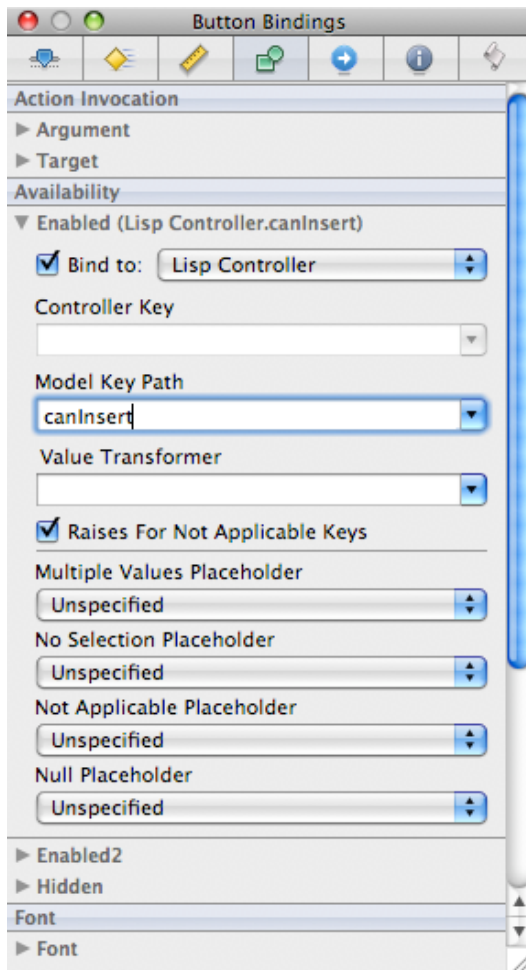 Button Bindings
Action Invocation
Argument
Target
Availability
Enabled (Lisp Controller.canInsert)
Bind to: Lisp Controller
Controller Key
Model Key Path
canInsert
Value Transformer
Raises For Not Applicable Keys
Multiple Values Placeholder
Unspecified
No Selection Placeholder
Unspecified
Not Applicable Placeholder
Unspecified
Null Placeholder
Unspecified
Enabled2
Hidden
Font
Font